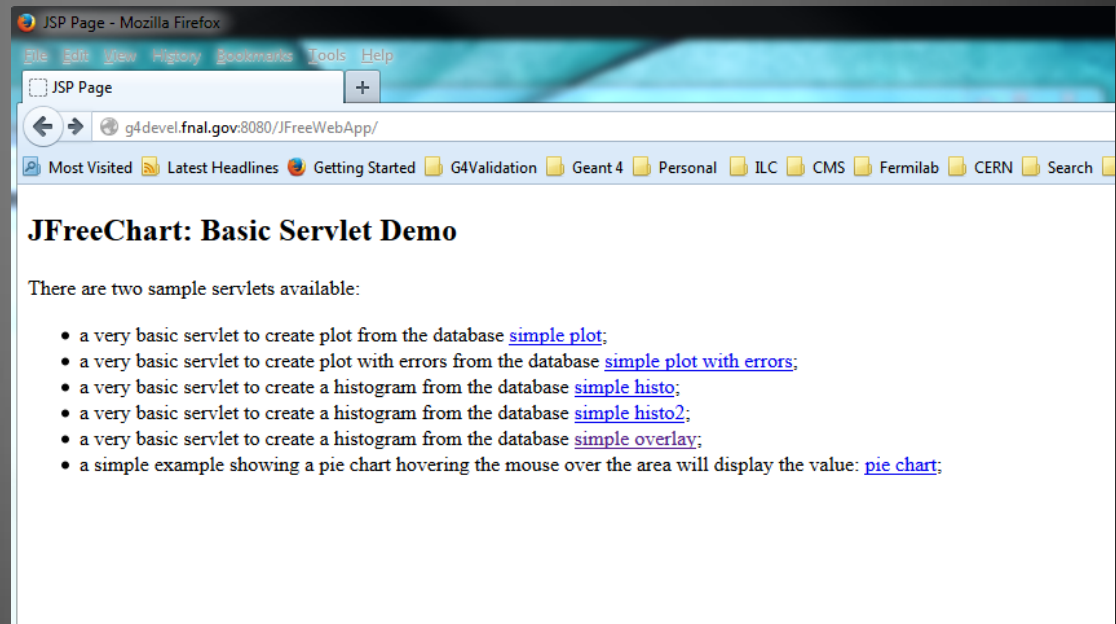 JSP Page - Mozilla Firefox
File Edit View History Bookmarks Tools Help
JSP Page +
g4devel.fnal.gov:8080/JFreeWebApp/
Most Visited Latest Headlines Getting Started G4Validation Geant 4 Personal ILC CMS Fermilab CERN Search
JFreeChart: Basic Servlet Demo
There are two sample servlets available:
• a very basic servlet to create plot from the database simple plot;
• a very basic servlet to create plot with errors from the database simple plot with errors;
• a very basic servlet to create a histogram from the database simple histo;
• a very basic servlet to create a histogram from the database simple histo2;
• a very basic servlet to create a histogram from the database simple overlay;
• a simple example showing a pie chart hovering the mouse over the area will display the value: pie chart;